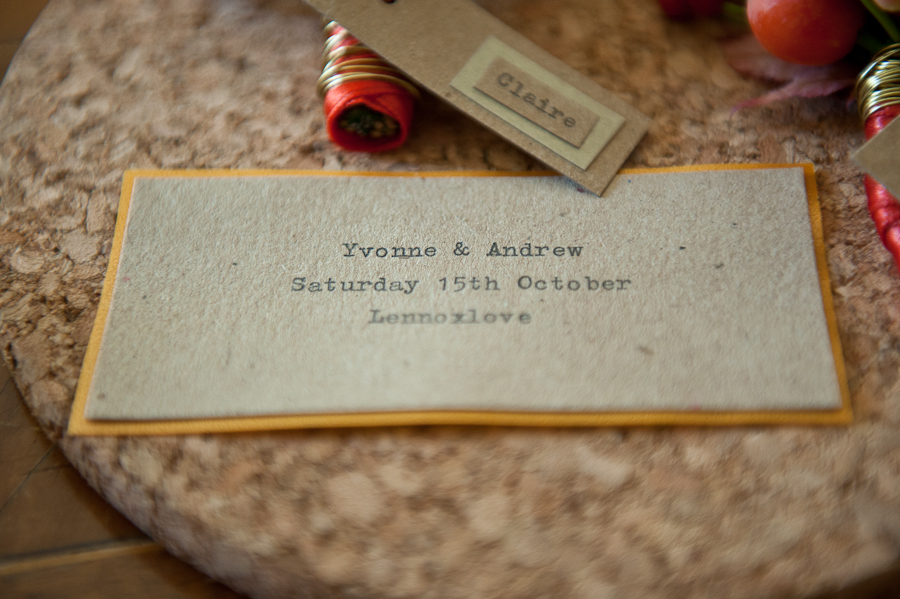 Claire
Yvonne & Andrew
Saturday 15th October
Lennoxlove